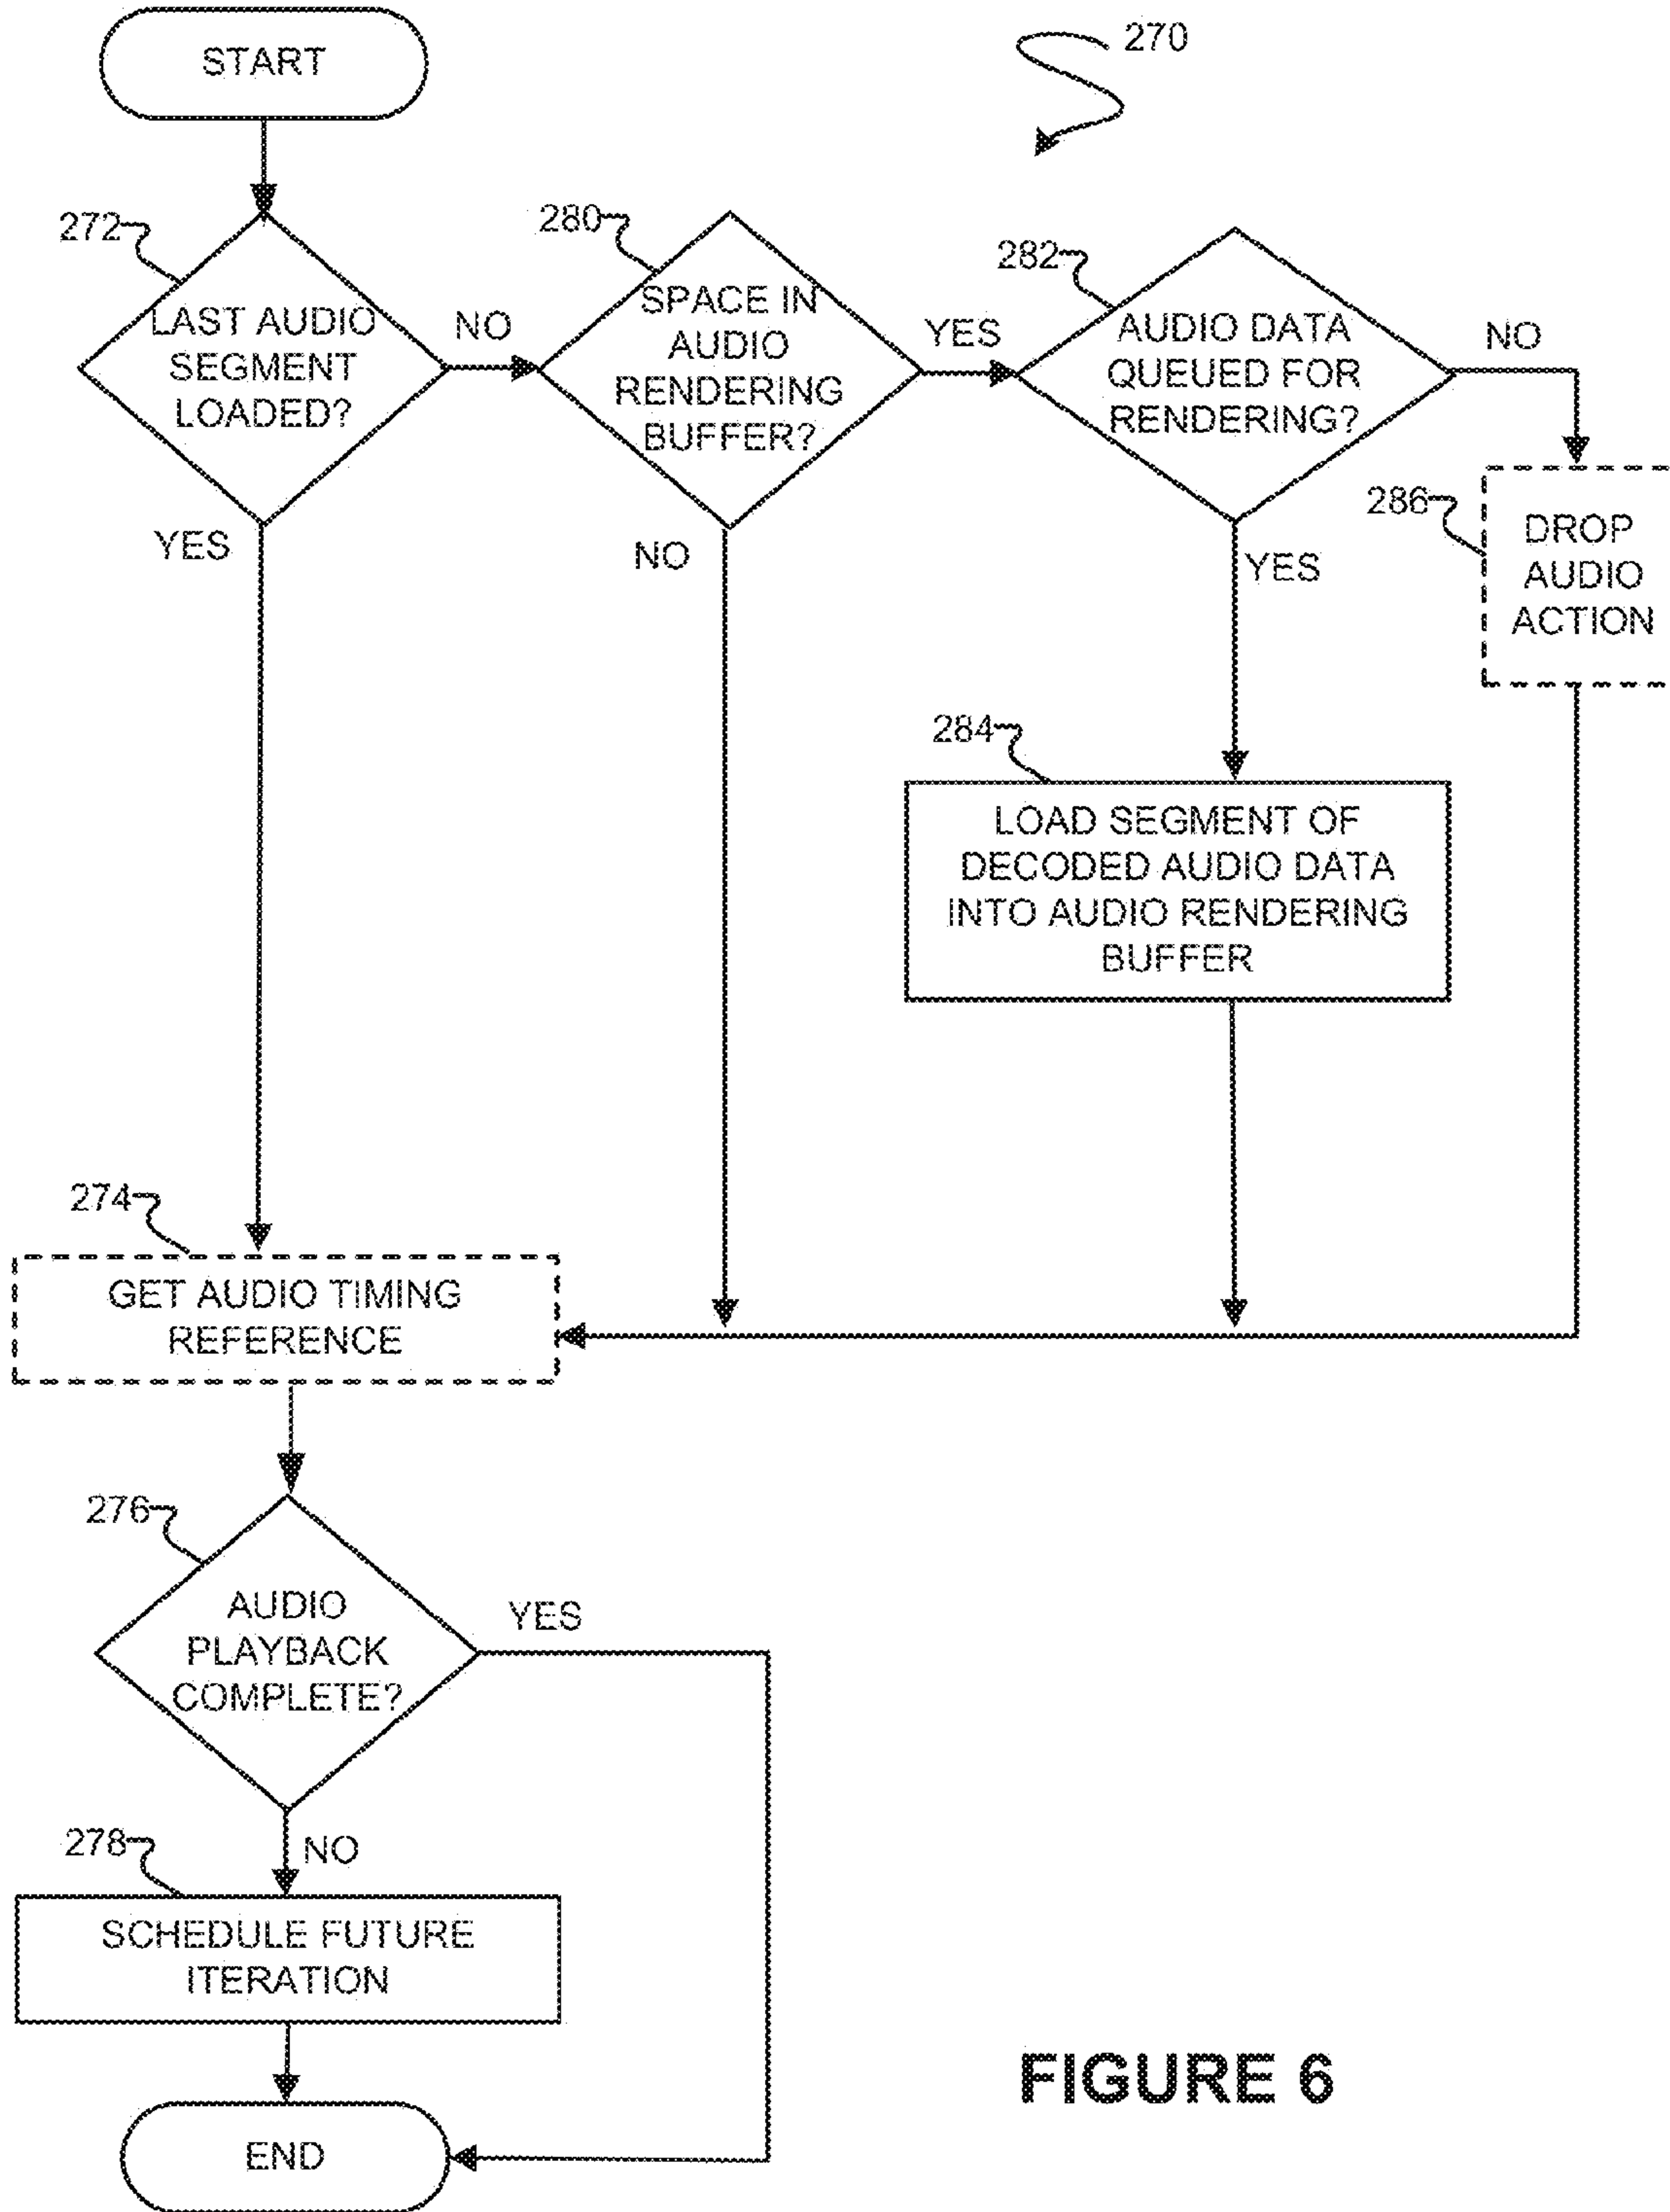 START
270
272
LAST AUDIO
SEGMENT
LOADED?
NO
YES
280
SPACE IN
AUDIO
RENDERING
BUFFER?
YES
NO
282
AUDIO DATA
QUEUED FOR
RENDERING?
NO
YES
286
DROP
AUDIO
ACTION
284
LOAD SEGMENT OF
DECODED AUDIO DATA
INTO AUDIO RENDERING
BUFFER
274
GET AUDIO TIMING
REFERENCE
276
AUDIO
PLAYBACK
COMPLETE?
YES
NO
278
SCHEDULE FUTURE
ITERATION
END
FIGURE 6